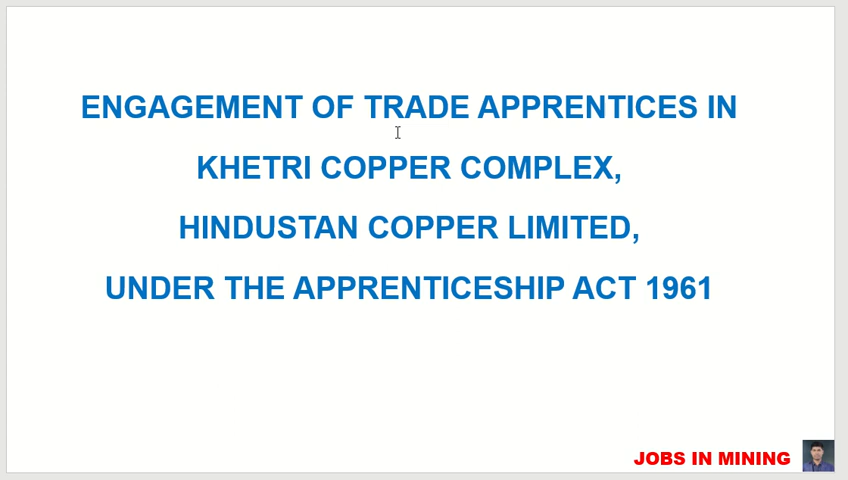 ENGAGEMENT OF TRADE APPRENTICES IN
KHETRI COPPER COMPLEX,
HINDUSTAN COPPER LIMITED,
UNDER THE APPRENTICESHIP ACT 1961
JOBS IN MINING